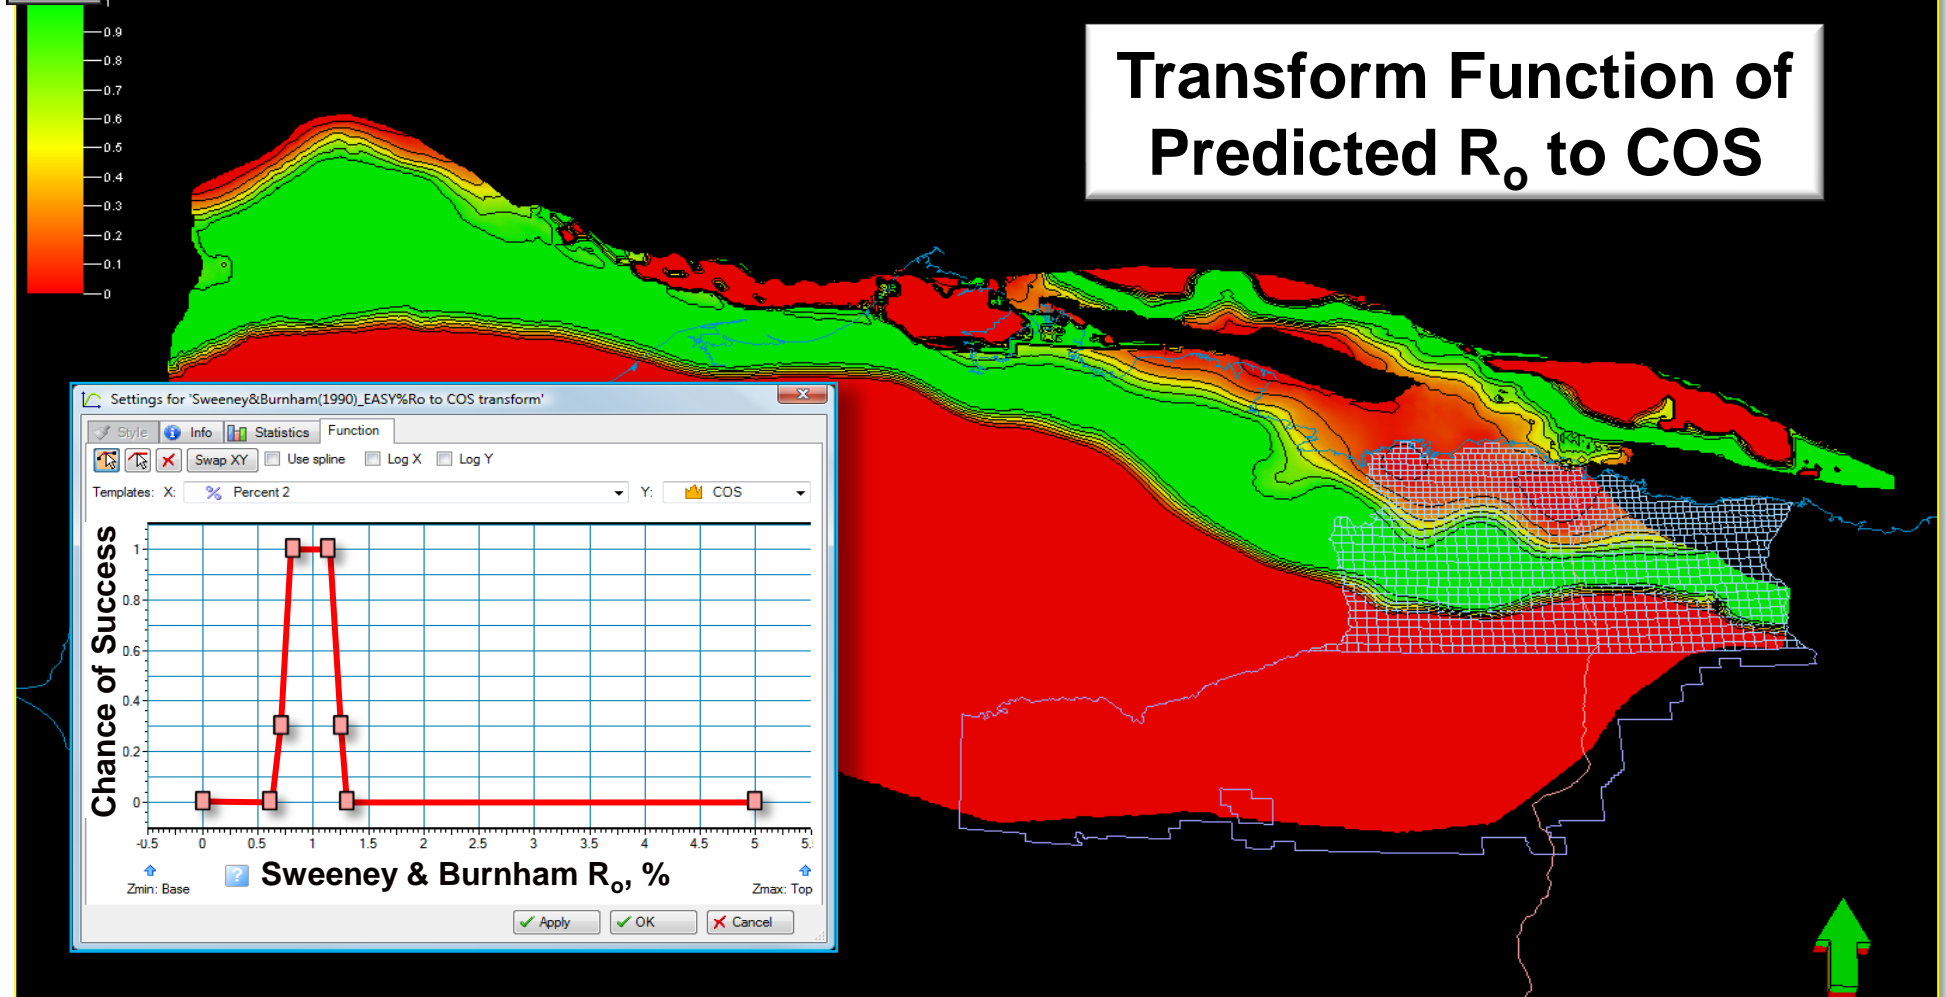 1
0.9
0.8
0.7
0.6
0.5
0.4
0.3
0.2
0.1
0
Transform Function of
Predicted Ro to COS
Settings for 'Sweeney&Burnham(1990)_EASY%Ro to COS transform'
Style Info Statistics Function
Swap XY Use spline Log X Log Y
Templates: X: Percent 2 Y: COS
Chance of Success
1
0.8
0.6
0.4
0.2
0
-0.5 0 0.5 1 1.5 2 2.5 3 3.5 4 4.5 5
Sweeney & Burnham Ro, %
Zmin: Base Zmax: Top
Apply OK Cancel